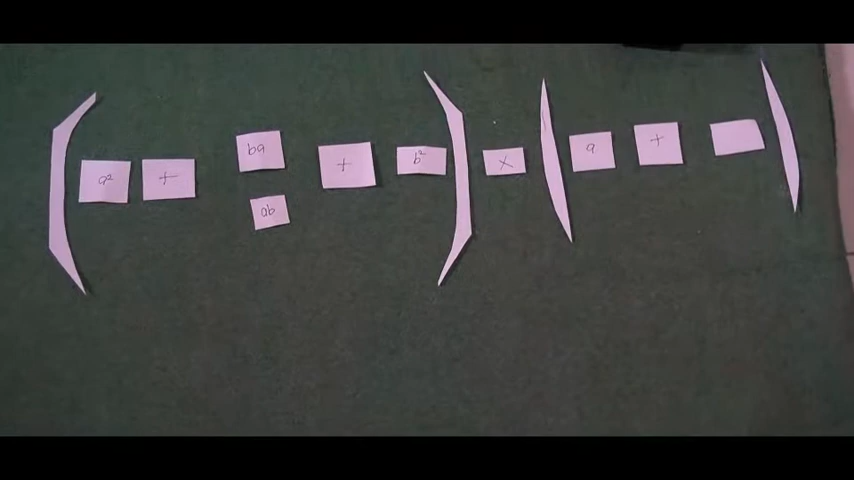 a² + ba + b² × a +
ab